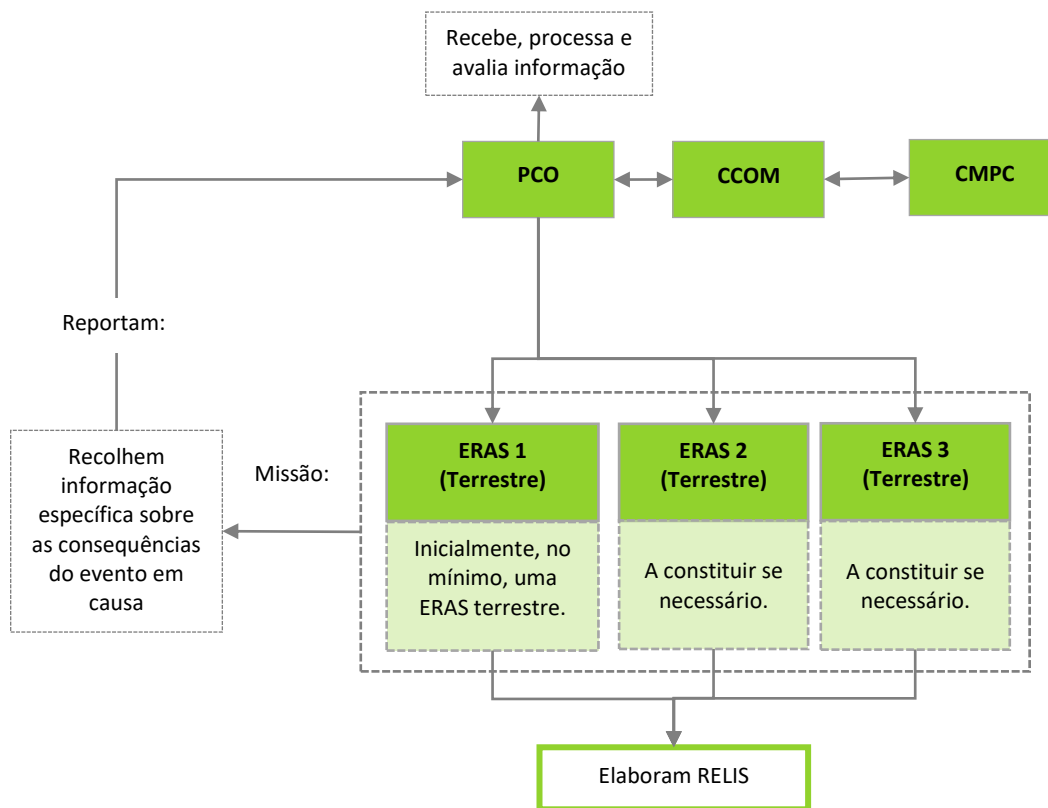 Recebe, processa e
avalia informação
PCO
CCOM
CMPC
Reportam:
Recolhem
informação
específica sobre
as consequências
do evento em
causa
Missão:
ERAS 1
(Terrestre)
ERAS 2
(Terrestre)
ERAS 3
(Terrestre)
Inicialmente, no
mínimo, uma
ERAS terrestre.
A constituir se
necessário.
A constituir se
necessário.
Elaboram RELIS